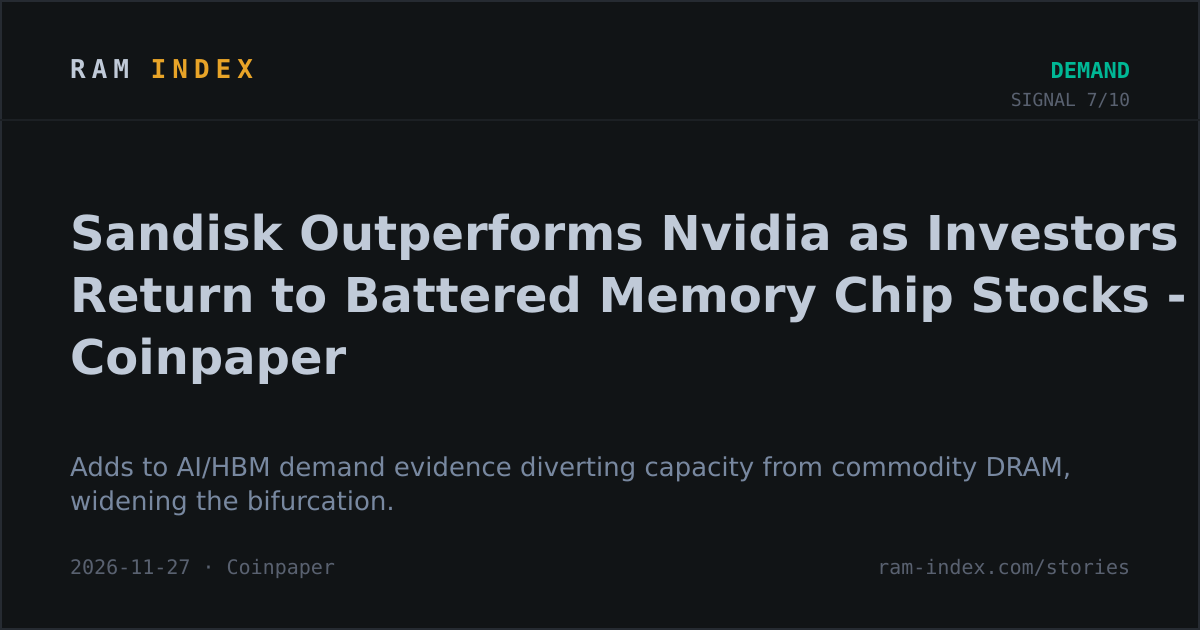 RAM INDEX
DEMAND
SIGNAL 7/10
Sandisk Outperforms Nvidia as Investors
Return to Battered Memory Chip Stocks -
Coinpaper
Adds to AI/HBM demand evidence diverting capacity from commodity DRAM,
widening the bifurcation.
2026-11-27 · Coinpaper
ram-index.com/stories